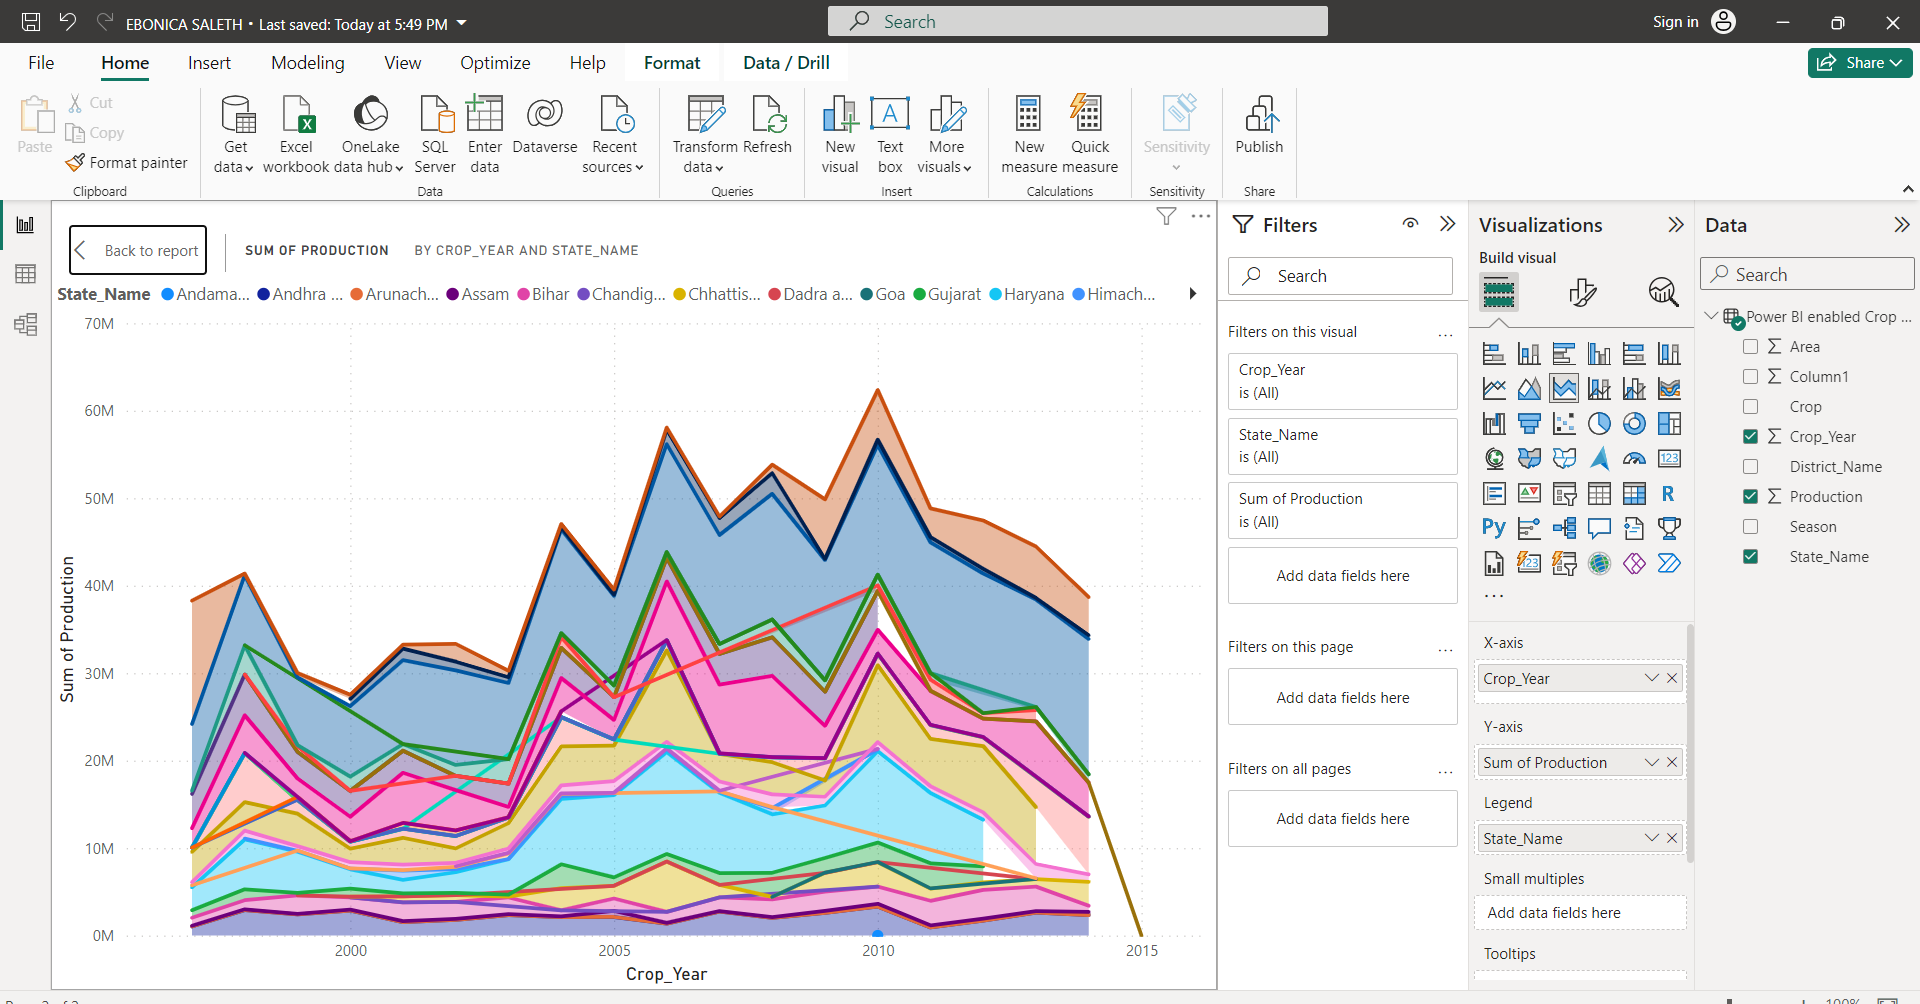 EBONICA SALETH • Last saved: Today at 5:49 PM
Search
Sign in
File Home Insert Modeling View Optimize Help Format Data / Drill
Share
Paste
Cut
Copy
Format painter
Clipboard
Get data
Excel workbook
OneLake data hub
SQL Server
Enter data
Dataverse
Recent sources
Data
Transform data
Refresh
Queries
New visual
Text box
More visuals
Insert
New measure
Quick measure
Calculations
Sensitivity
Sensitivity
Publish
Share
Back to report
SUM OF PRODUCTION BY CROP_YEAR AND STATE_NAME
State_Name Andama... Andhra ... Arunach... Assam Bihar Chandig... Chhattis... Dadra a... Goa Gujarat Haryana Himach...
70M
60M
50M
40M
30M
20M
10M
0M
Sum of Production
2000 2005 2010 2015
Crop_Year
Filters
Search
Filters on this visual ...
Crop_Year
is (All)
State_Name
is (All)
Sum of Production
is (All)
Add data fields here
Filters on this page ...
Add data fields here
Filters on all pages ...
Add data fields here
Visualizations
Build visual
123
R
Py
123
...
X-axis
Crop_Year
Y-axis
Sum of Production
Legend
State_Name
Small multiples
Add data fields here
Tooltips
Data
Search
Power BI enabled Crop ...
Area
Column1
Crop
Crop_Year
District_Name
Production
Season
State_Name
100%